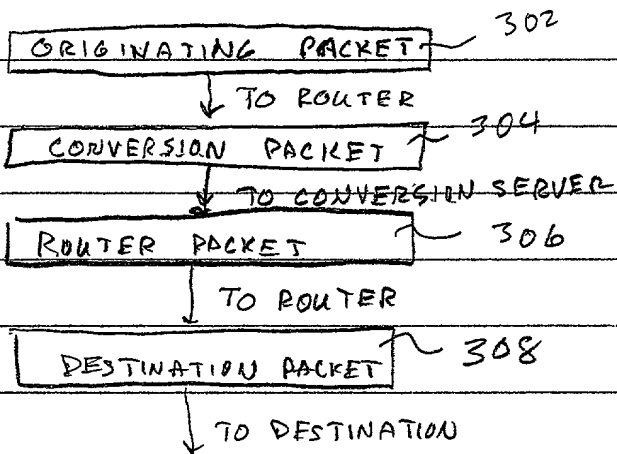 302
ORIGINATING PACKET
TO ROUTER
304
CONVERSION PACKET
TO CONVERSION SERVER
ROUTER PACKET 306
TO ROUTER
DESTINATION PACKET 308
TO DESTINATION